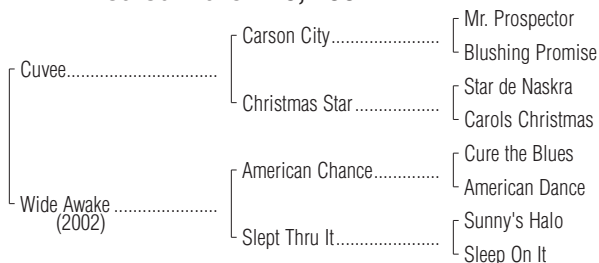 Mr. Prospector
Carson City
Blushing Promise
Cuvee
Star de Naskra
Christmas Star
Carols Christmas
Cure the Blues
American Chance
American Dance
Wide Awake
(2002)
Sunny's Halo
Slept Thru It
Sleep On It